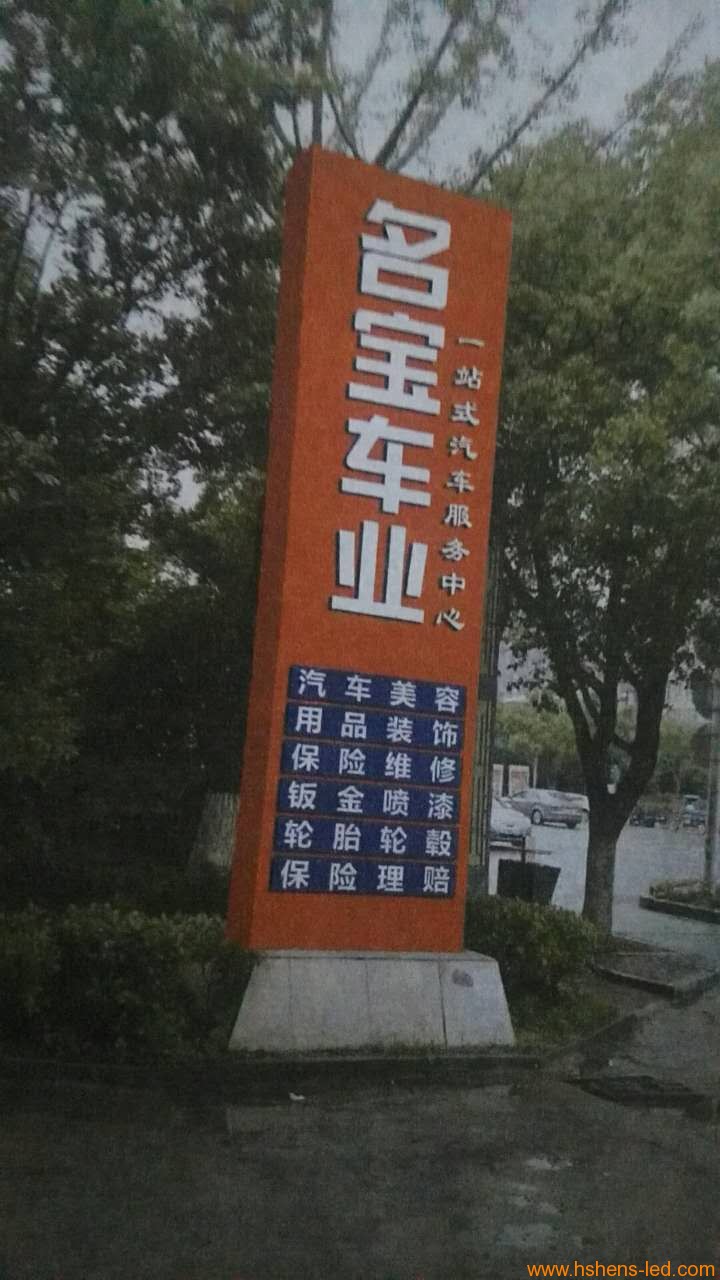 名宝车业
一站式汽车服务中心
汽车美容
用品装饰
保险维修
钣金喷漆
轮胎轮毂
保险理赔
www.hshens-led.com